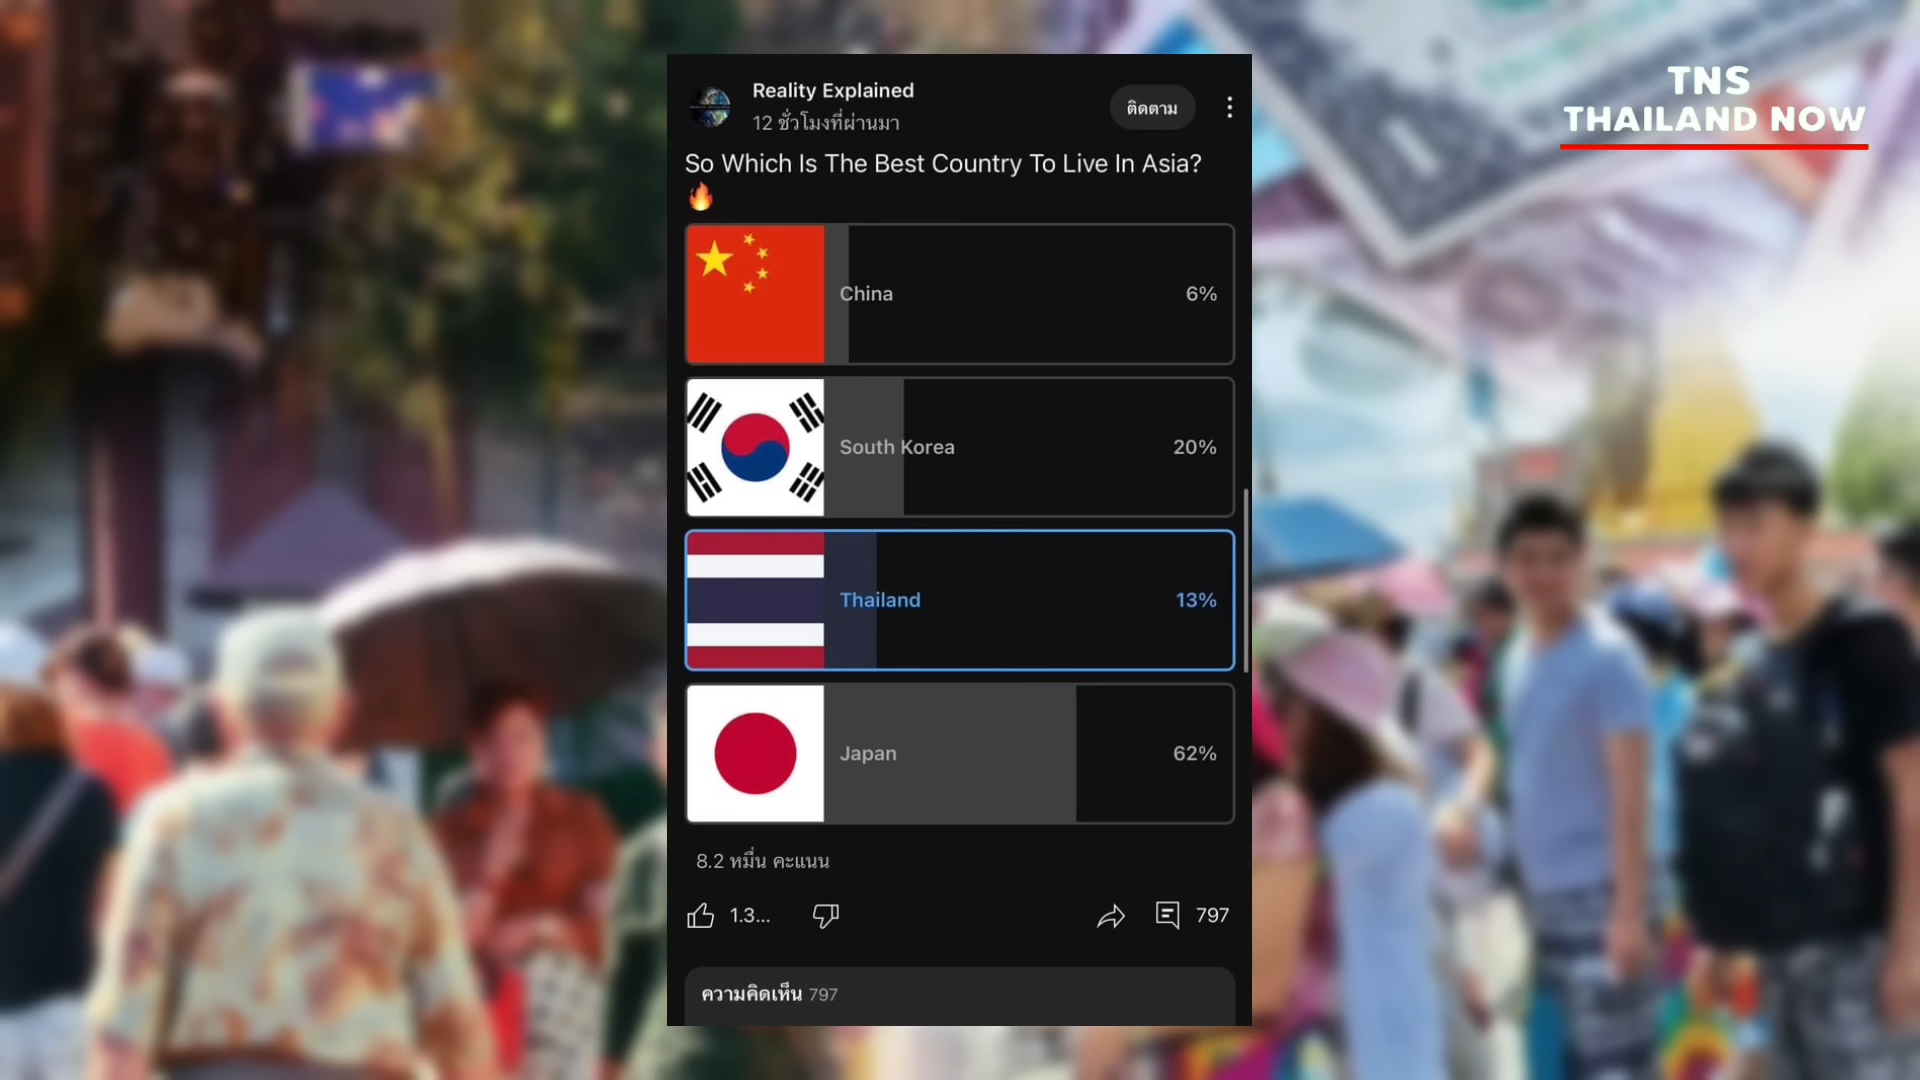 TNS
THAILAND NOW
Reality Explained
12 ชั่วโมงที่ผ่านมา
ติดตาม
So Which Is The Best Country To Live In Asia?
🔥
China 6%
South Korea 20%
Thailand 13%
Japan 62%
8.2 หมื่น คะแนน
1.3... 797
ความคิดเห็น 797